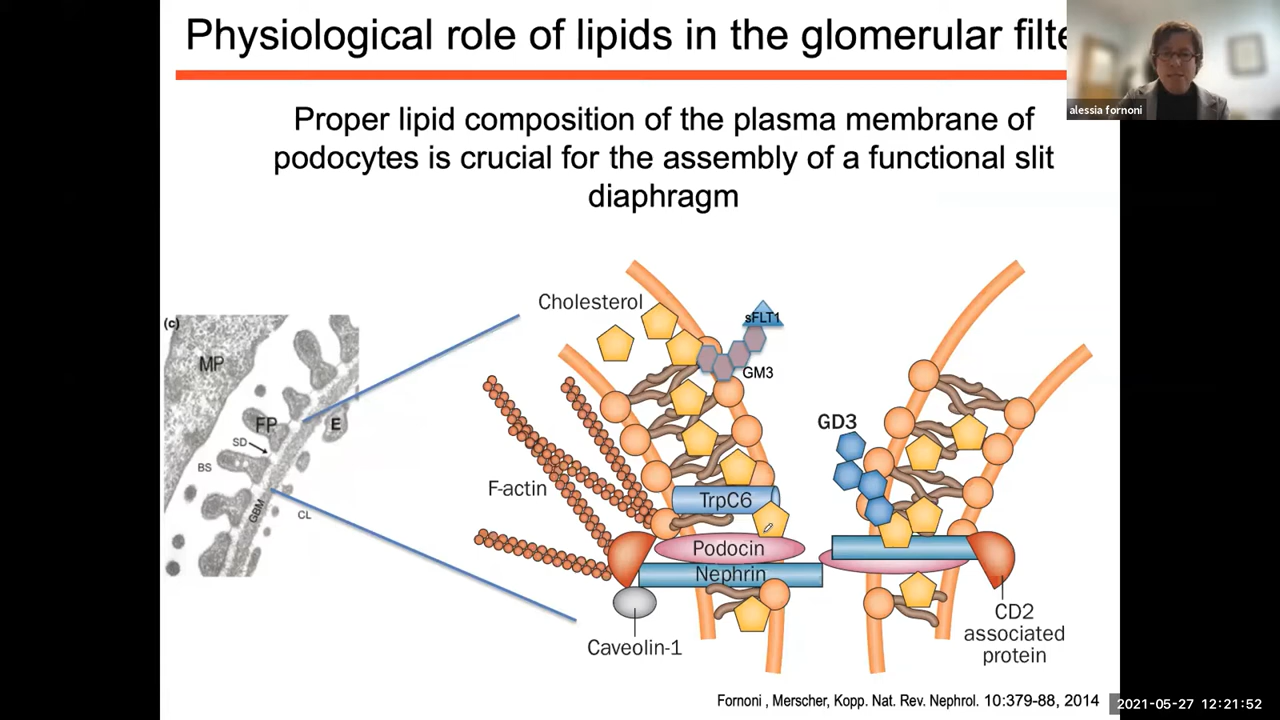 Physiological role of lipids in the glomerular filte
alessia fornoni
Proper lipid composition of the plasma membrane of
podocytes is crucial for the assembly of a functional slit
diaphragm
Cholesterol
sFLT1
GM3
(c)
MP
FP
E
SD
BS
GBM
CL
GD3
F-actin
TrpC6
Podocin
Nephrin
Caveolin-1
CD2
associated
protein
Fornoni , Merscher, Kopp. Nat. Rev. Nephrol. 10:379-88, 2014
2021-05-27 12:21:52